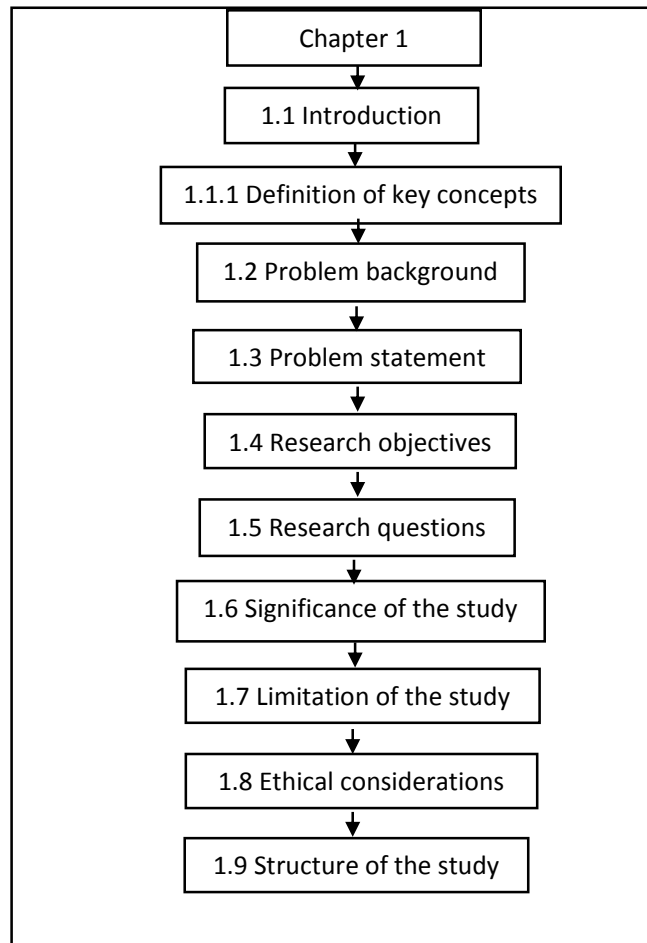 Chapter 1
1.1 Introduction
1.1.1 Definition of key concepts
1.2 Problem background
1.3 Problem statement
1.4 Research objectives
1.5 Research questions
1.6 Significance of the study
1.7 Limitation of the study
1.8 Ethical considerations
1.9 Structure of the study